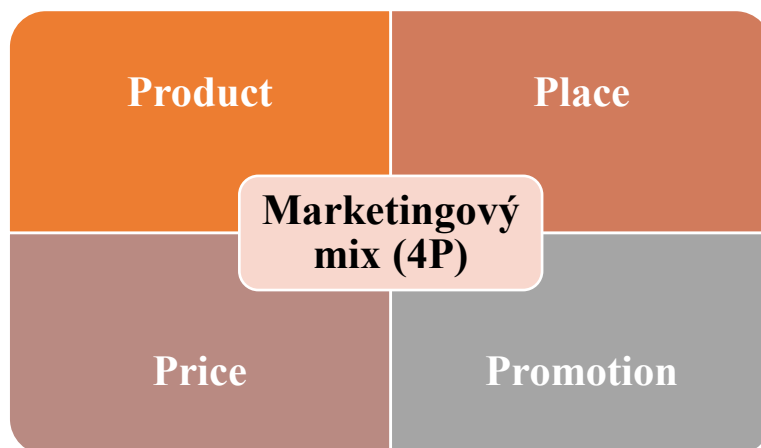 Product
Place
Marketingový
mix (4P)
Price
Promotion